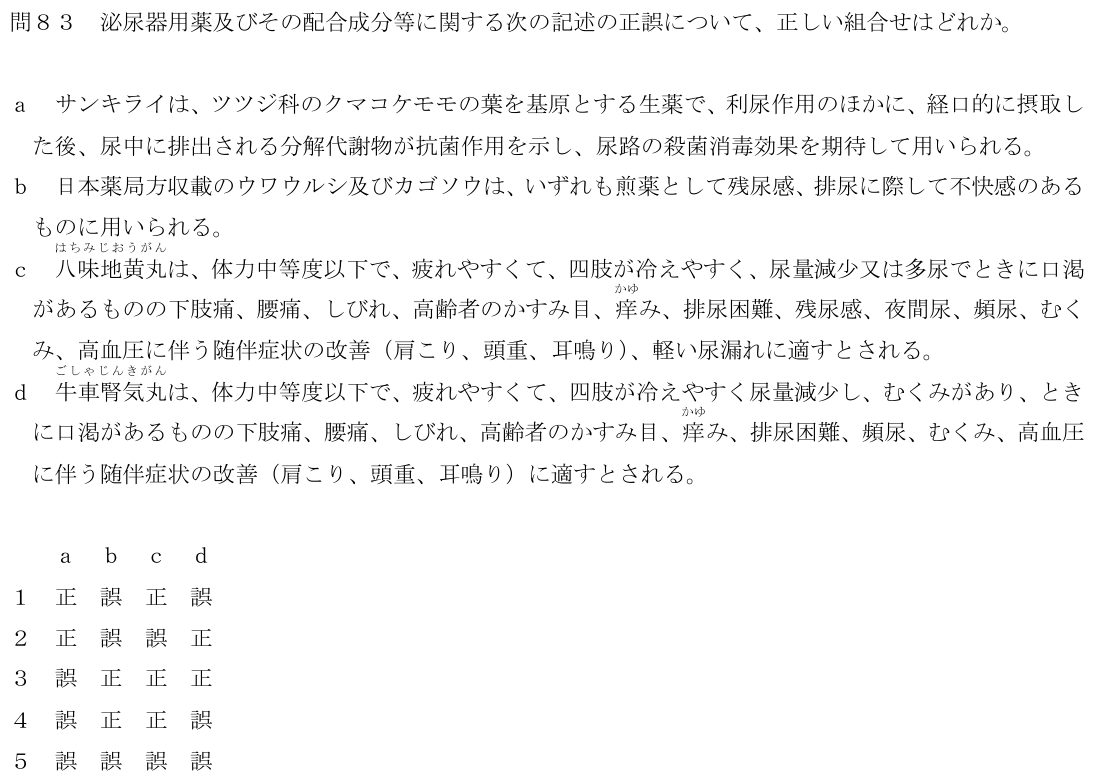 問８３　泌尿器用薬及びその配合成分等に関する次の記述の正誤について、正しい組合せはどれか。
ａ　サンキライは、ツツジ科のクマコケモモの葉を基原とする生薬で、利尿作用のほかに、経口的に摂取し
た後、尿中に排出される分解代謝物が抗菌作用を示し、尿路の殺菌消毒効果を期待して用いられる。
ｂ　日本薬局方収載のウワウルシ及びカゴソウは、いずれも煎薬として残尿感、排尿に際して不快感のある
ものに用いられる。
はちみじおうがん
ｃ　八味地黄丸は、体力中等度以下で、疲れやすくて、四肢が冷えやすく、尿量減少又は多尿でときに口渇
かゆ
があるものの下肢痛、腰痛、しびれ、高齢者のかすみ目、痒み、排尿困難、残尿感、夜間尿、頻尿、むく
み、高血圧に伴う随伴症状の改善（肩こり、頭重、耳鳴り）、軽い尿漏れに適すとされる。
ごしゃじんきがん
ｄ　牛車腎気丸は、体力中等度以下で、疲れやすくて、四肢が冷えやすく尿量減少し、むくみがあり、とき
かゆ
に口渇があるものの下肢痛、腰痛、しびれ、高齢者のかすみ目、痒み、排尿困難、頻尿、むくみ、高血圧
に伴う随伴症状の改善（肩こり、頭重、耳鳴り）に適すとされる。
ａ　ｂ　ｃ　ｄ
１　正　誤　正　誤
２　正　誤　誤　正
３　誤　正　正　正
４　誤　正　正　誤
５　誤　誤　誤　誤